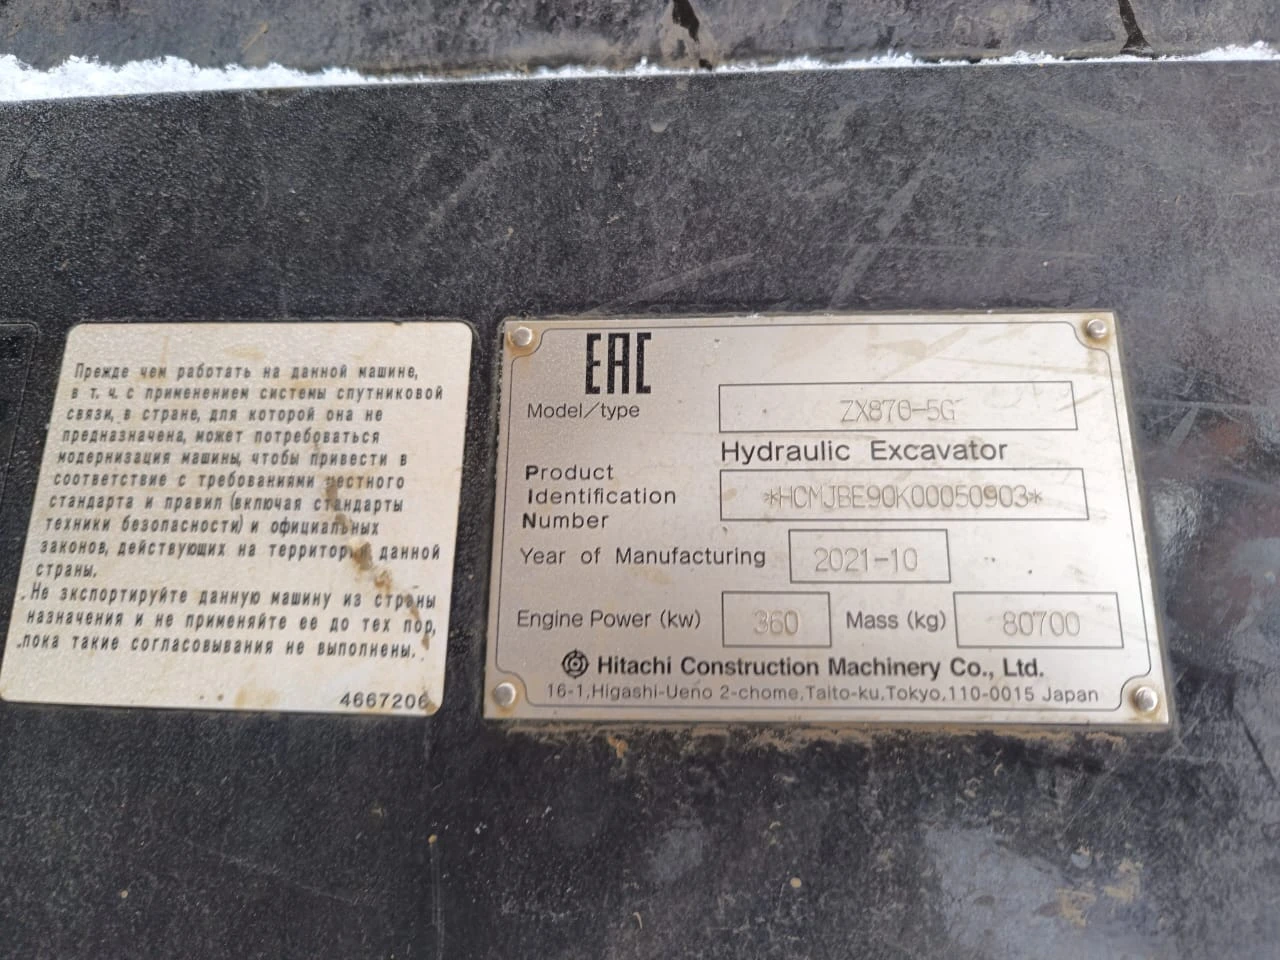 Прежде чем работать на данной машине,
в т. ч. с применением системы спутниковой
связи, в стране, для которой она не
предназначена, может потребоваться
модернизация машины, чтобы привести в
соответствие с требованиями местного
стандарта и правил (включая стандарты
техники безопасности) и официальных
законов, действующих на территории данной
страны.
.Не экспортируйте данную машину из страны
назначения и не применяйте ее до тех пор,
..пока такие согласовывания не выполнены.
4667206
EAC
Model/type ZX870-5G
Hydraulic Excavator
Product
Identification *HCMJBE90K00050903*
Number
Year of Manufacturing 2021-10
Engine Power (kw) 360 Mass (kg) 80700
Hitachi Construction Machinery Co., Ltd.
16-1,Higashi-Ueno 2-chome,Taito-ku,Tokyo,110-0015 Japan